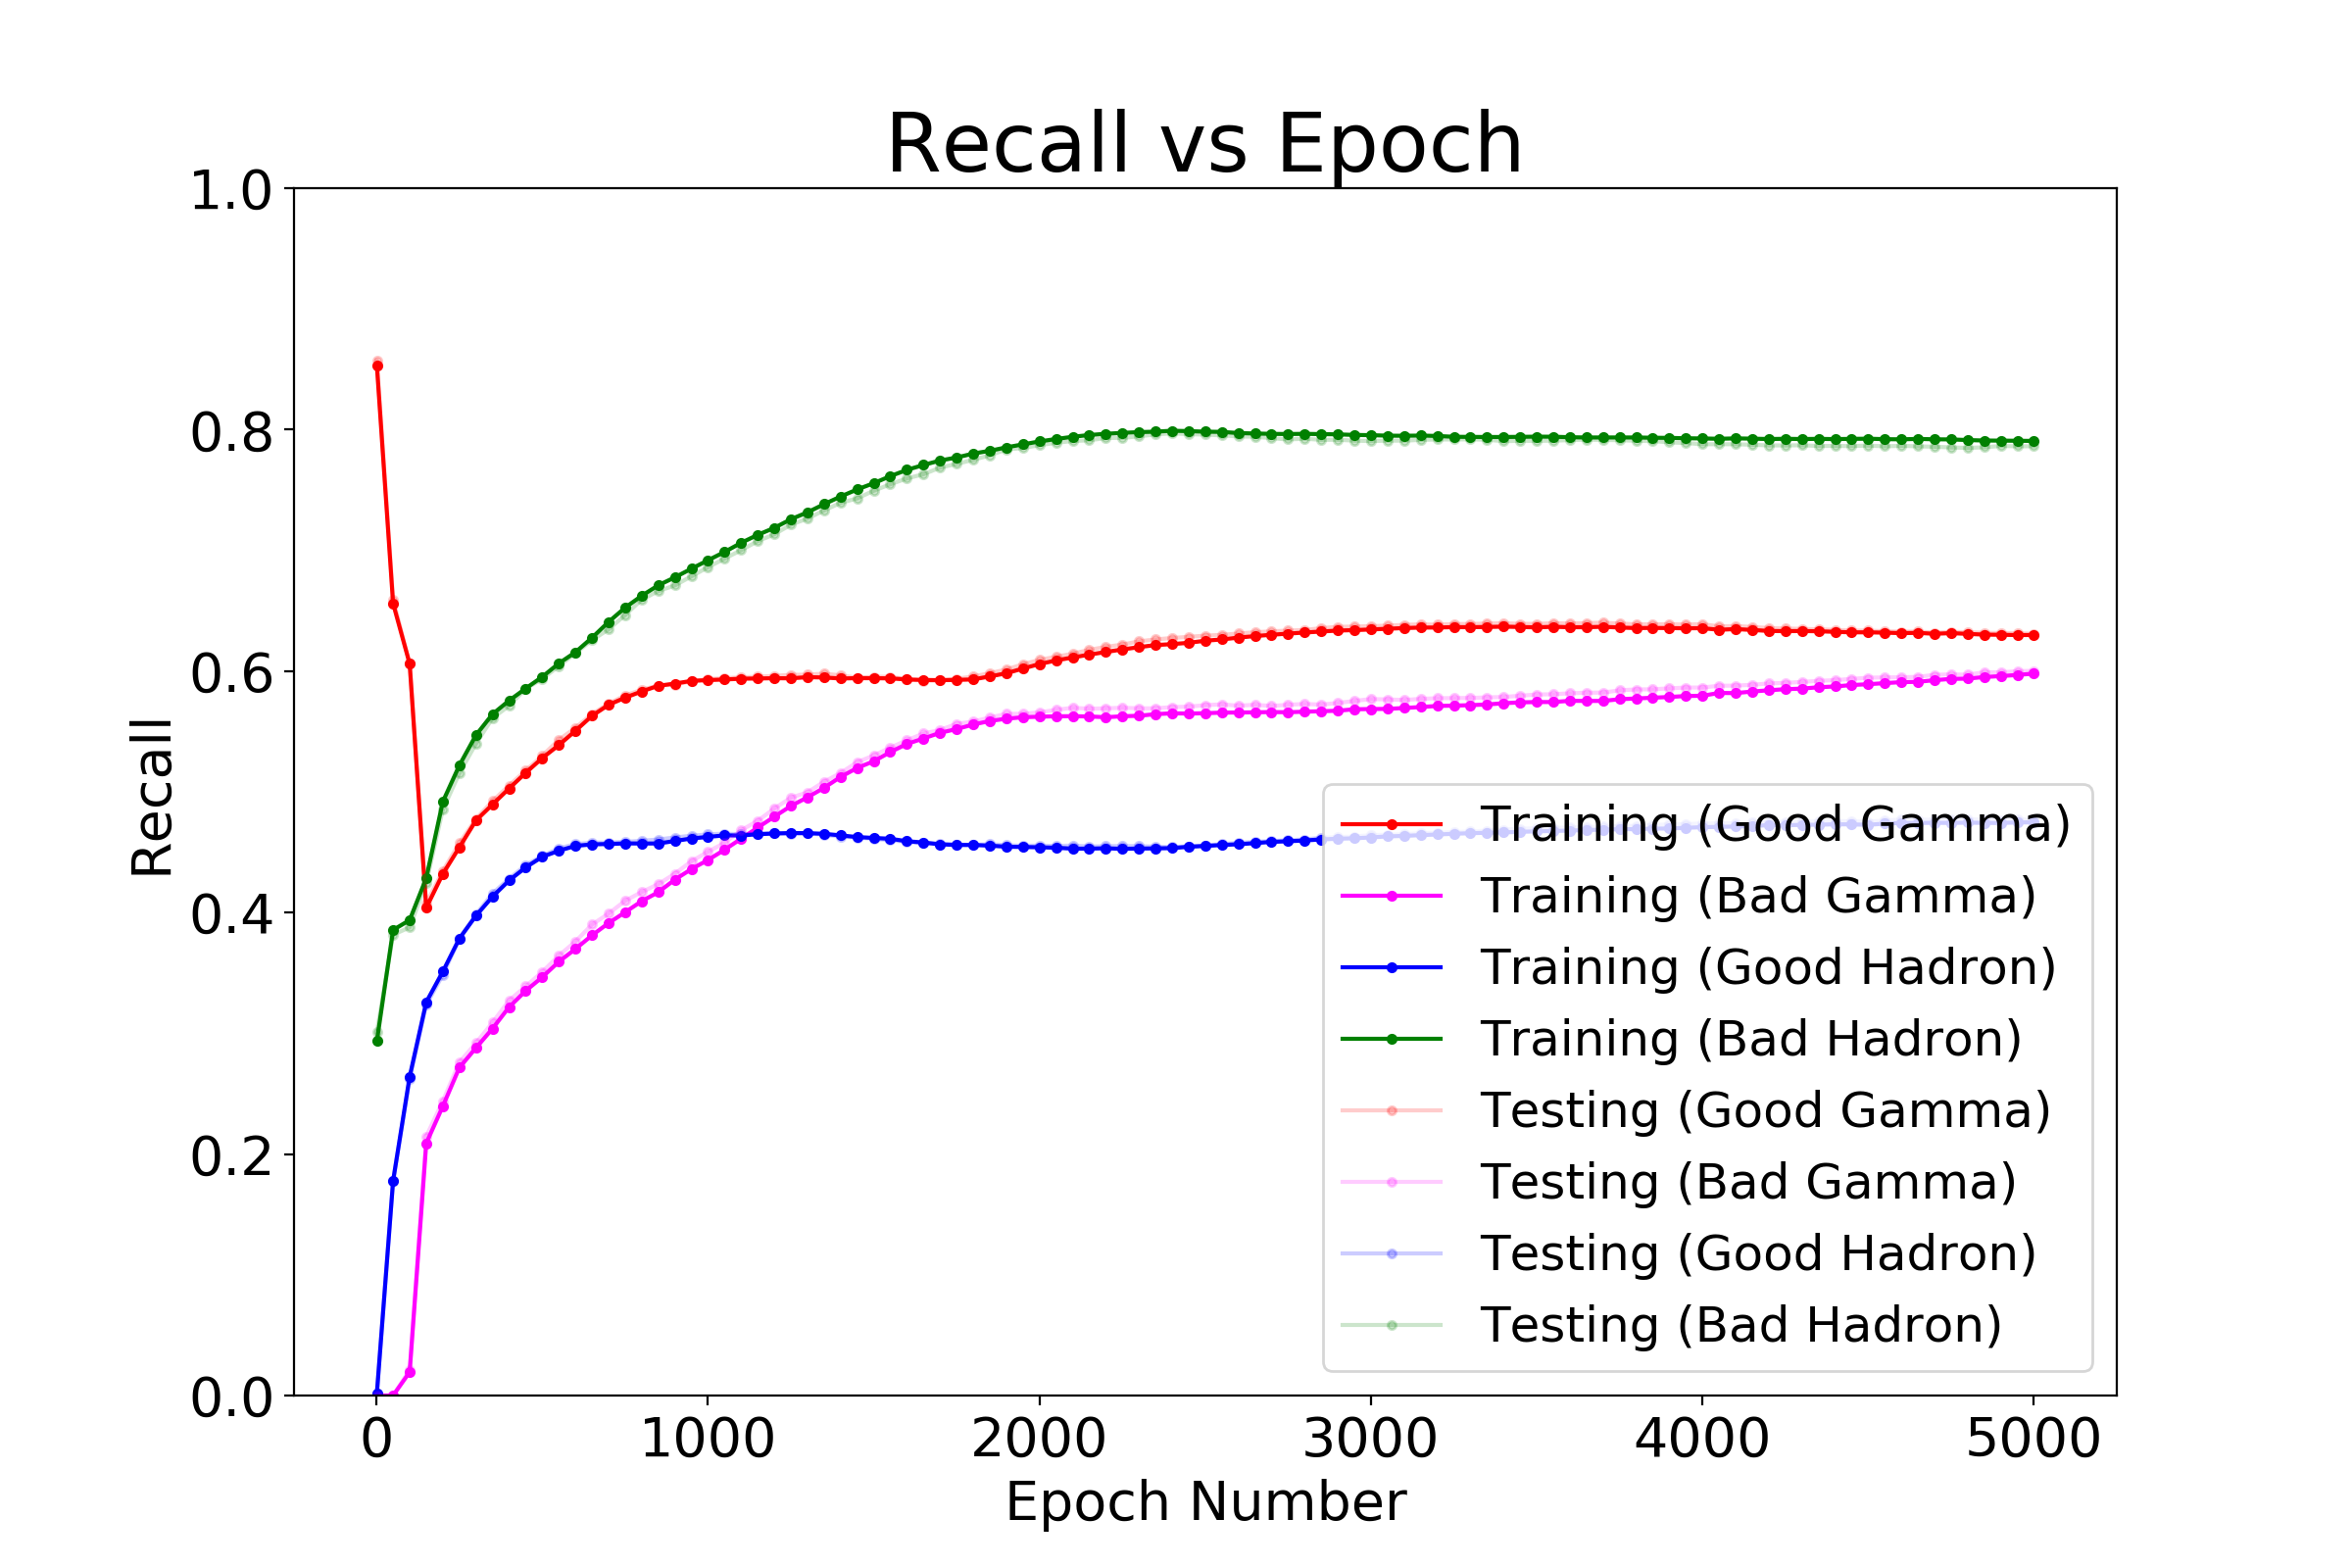 Recall vs Epoch
1.0
0.8
0.6
0.4
0.2
0.0
Recall
0 1000 2000 3000 4000 5000
Epoch Number
Training (Good Gamma)
Training (Bad Gamma)
Training (Good Hadron)
Training (Bad Hadron)
Testing (Good Gamma)
Testing (Bad Gamma)
Testing (Good Hadron)
Testing (Bad Hadron)